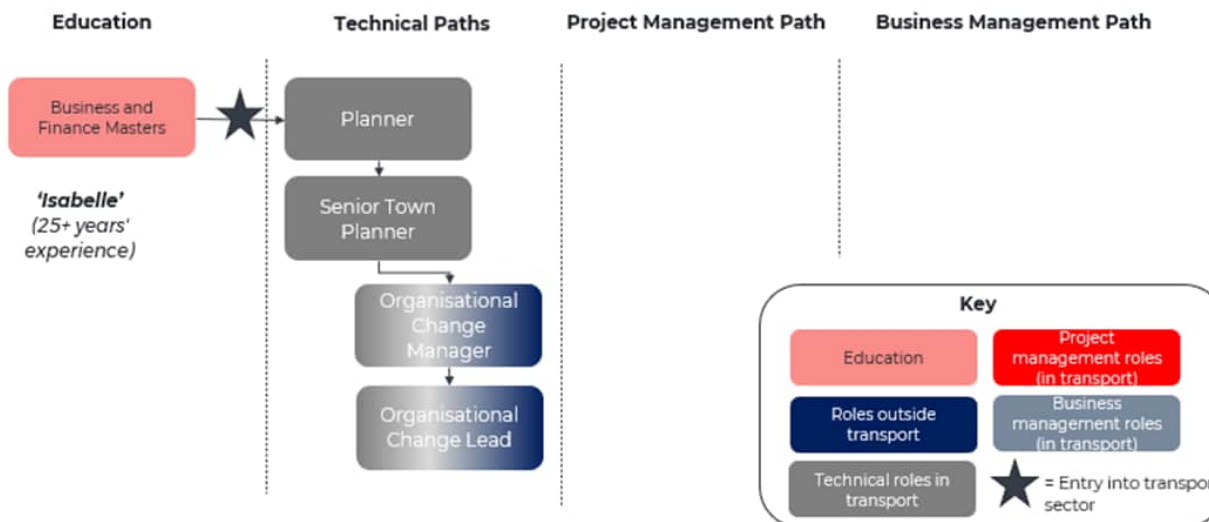 Education
Technical Paths
Project Management Path
Business Management Path
Business and
Finance Masters
Planner
‘Isabelle’
(25+ years'
experience)
Senior Town
Planner
Organisational
Change
Manager
Organisational
Change Lead
Key
Education
Project
management roles
(in transport)
Roles outside
transport
Business
management roles
(in transport)
Technical roles in
transport
= Entry into transpor
sector